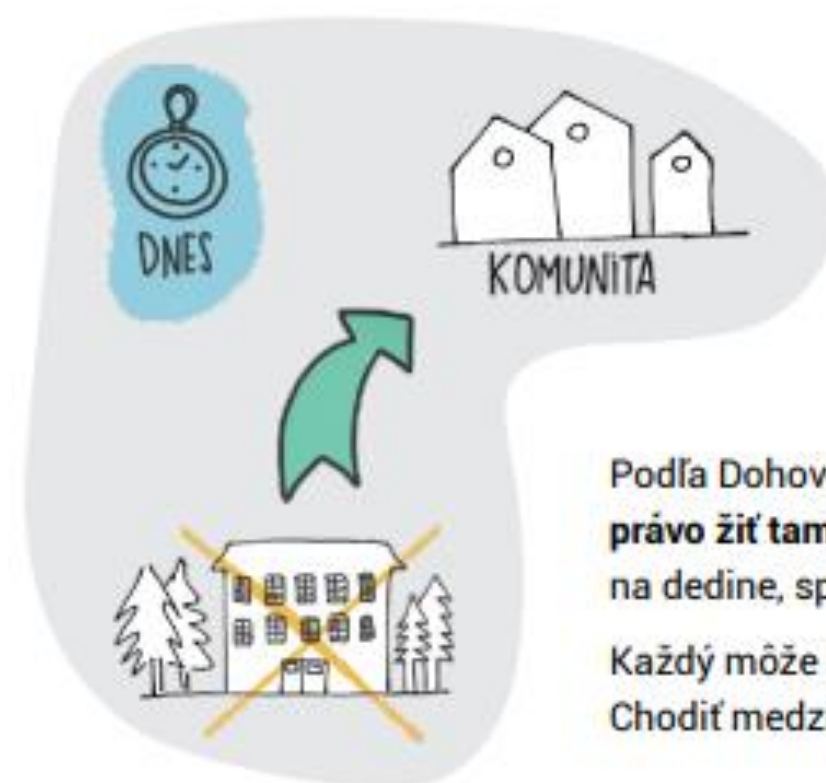 DNES
KOMUNITA
Podľa Dohov
právo žiť tam
na dedine, sp
Každý môže
Chodiť medz